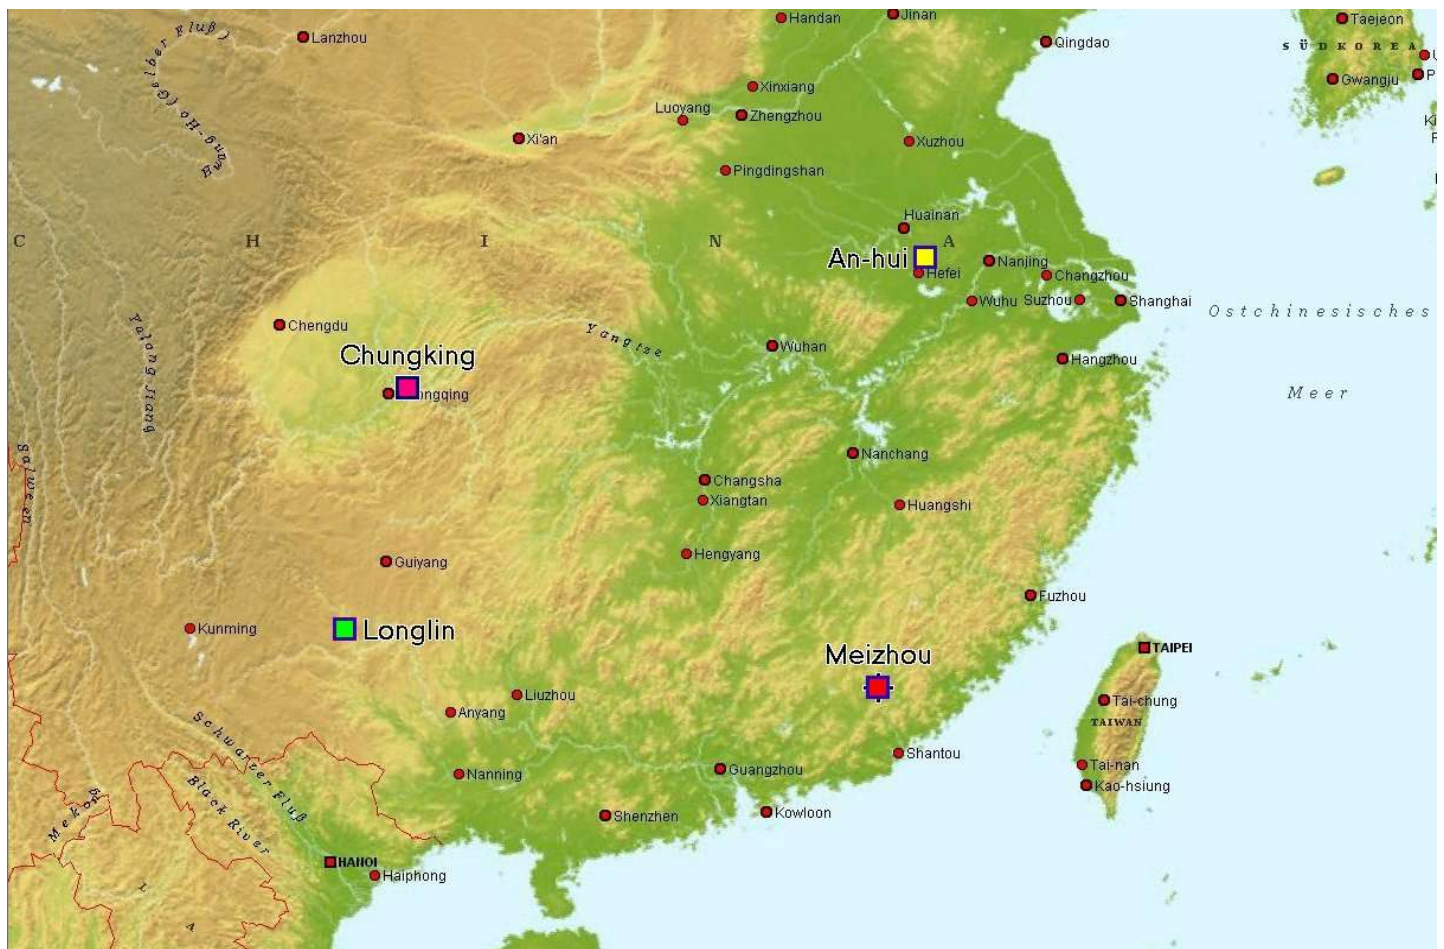 Handan
Jinan
Taejeon
Lanzhou
Qingdao
SÜDKOREA
Gwangju
Hwang-Ho (Gelber Fluß)
Xinxiang
Luoyang
Zhengzhou
Xi'an
Xuzhou
Pingdingshan
Huainan
C H I N A
An-hui
Hefei
Nanjing
Changzhou
Wuhu
Suzhou
Shanghai
Ostchinesisches
Meer
Chengdu
Yalong Jiang
Yangtze
Wuhan
Hangzhou
Chungking
ongqing
Salween
Nanchang
Changsha
Xiangtan
Huangshi
Hengyang
Guiyang
Fuzhou
Kunming
Longlin
Meizhou
TAIPEI
Liuzhou
Anyang
Tai-chung
TAIWAN
Schwarzer Fluß
Black River
Shantou
Nanning
Guangzhou
Tai-nan
Kao-hsiung
Mekong
Shenzhen
Kowloon
HANOI
Haiphong
L A